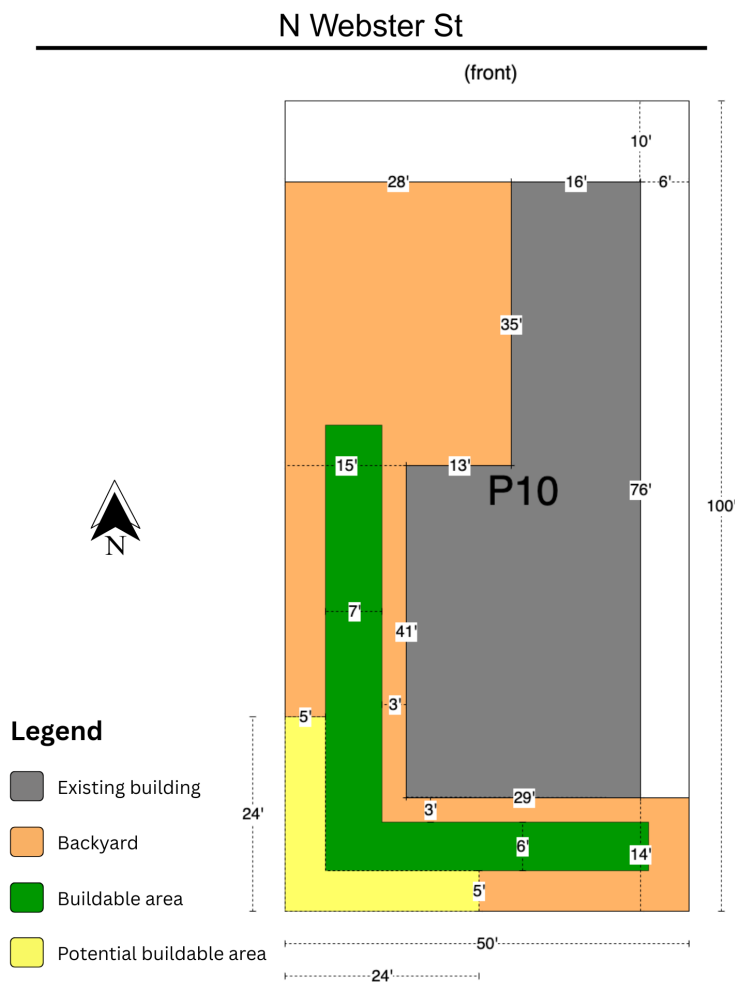 N Webster St
(front)
10'
28'
16'
6'
35'
15'
13'
P10
76'
100'
N
7'
41'
3'
5'
Legend
Existing building
Backyard
Buildable area
Potential buildable area
24'
29'
3'
6'
14'
5'
50'
24'